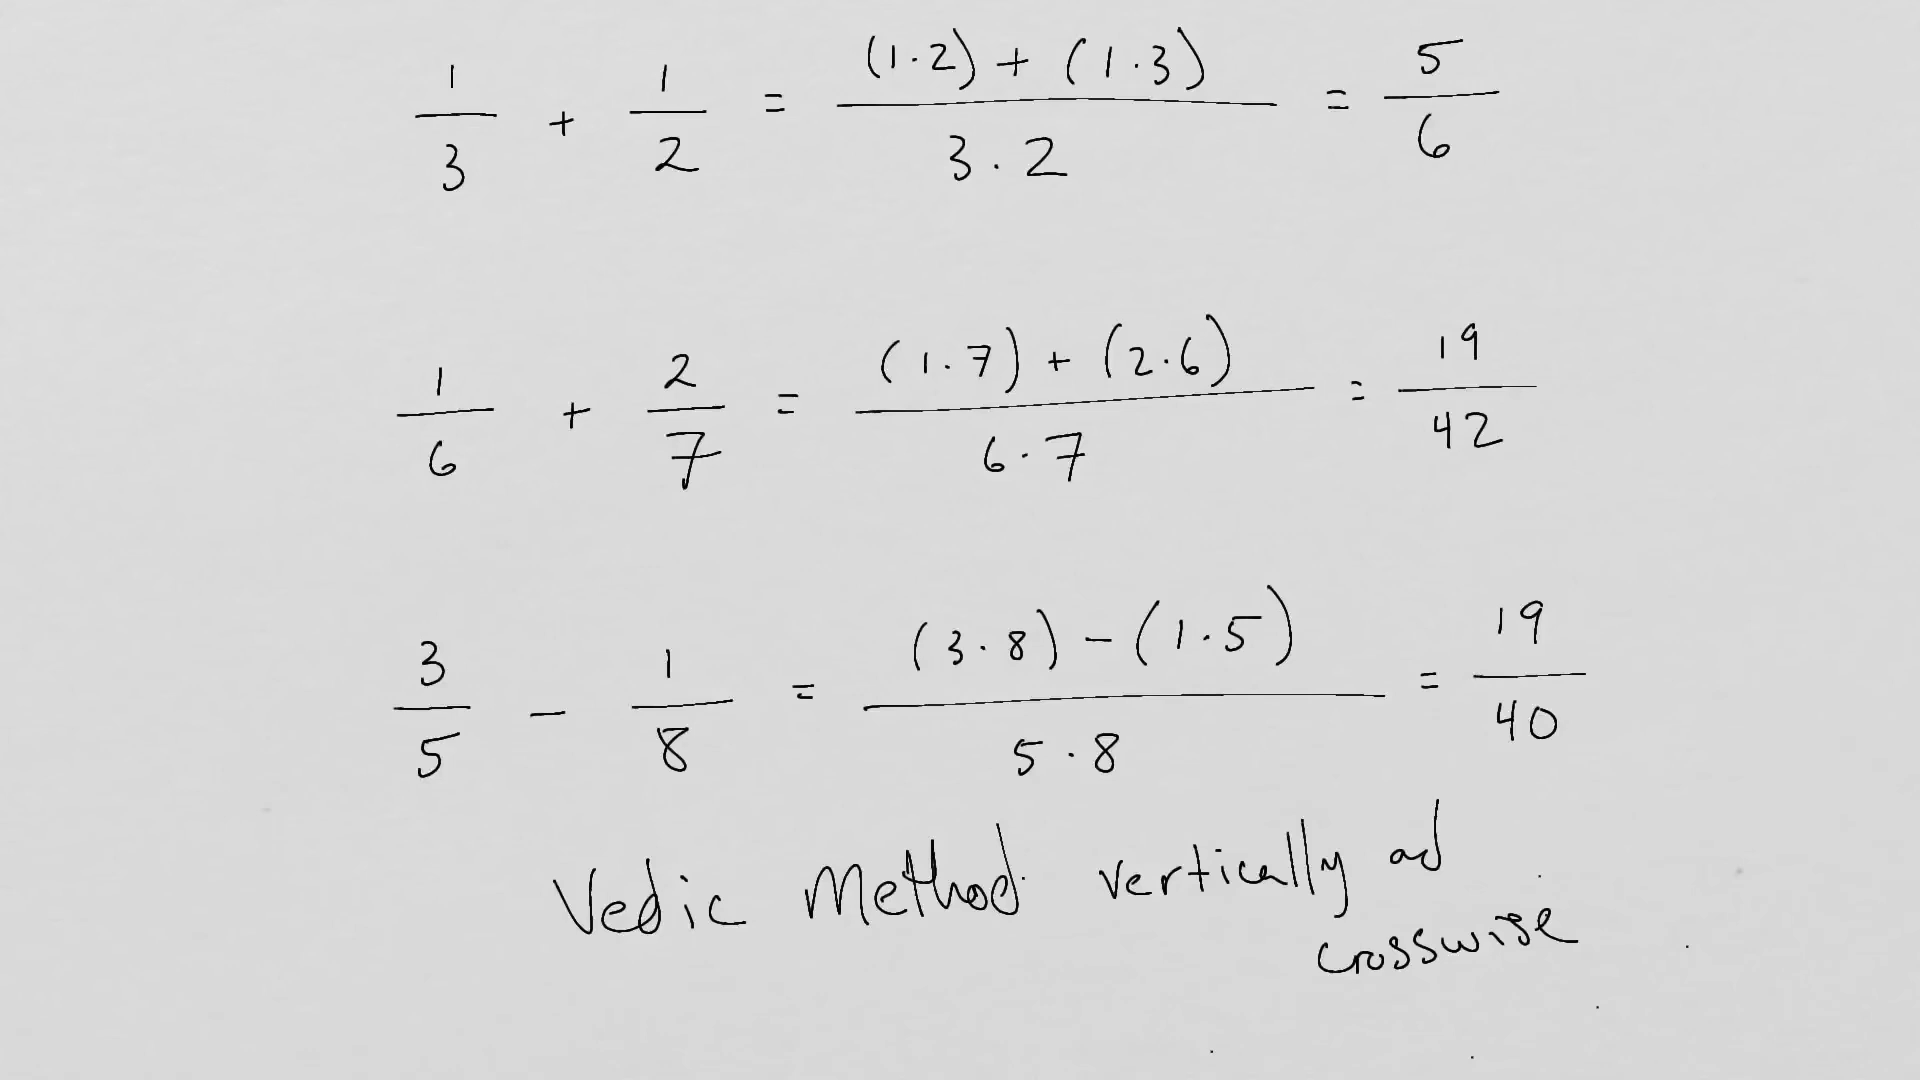 1/3 + 1/2 = (1·2) + (1·3) / 3·2 = 5/6
1/6 + 2/7 = (1·7) + (2·6) / 6·7 = 19/42
3/5 - 1/8 = (3·8) - (1·5) / 5·8 = 19/40
Vedic Method vertically ad
crosswise